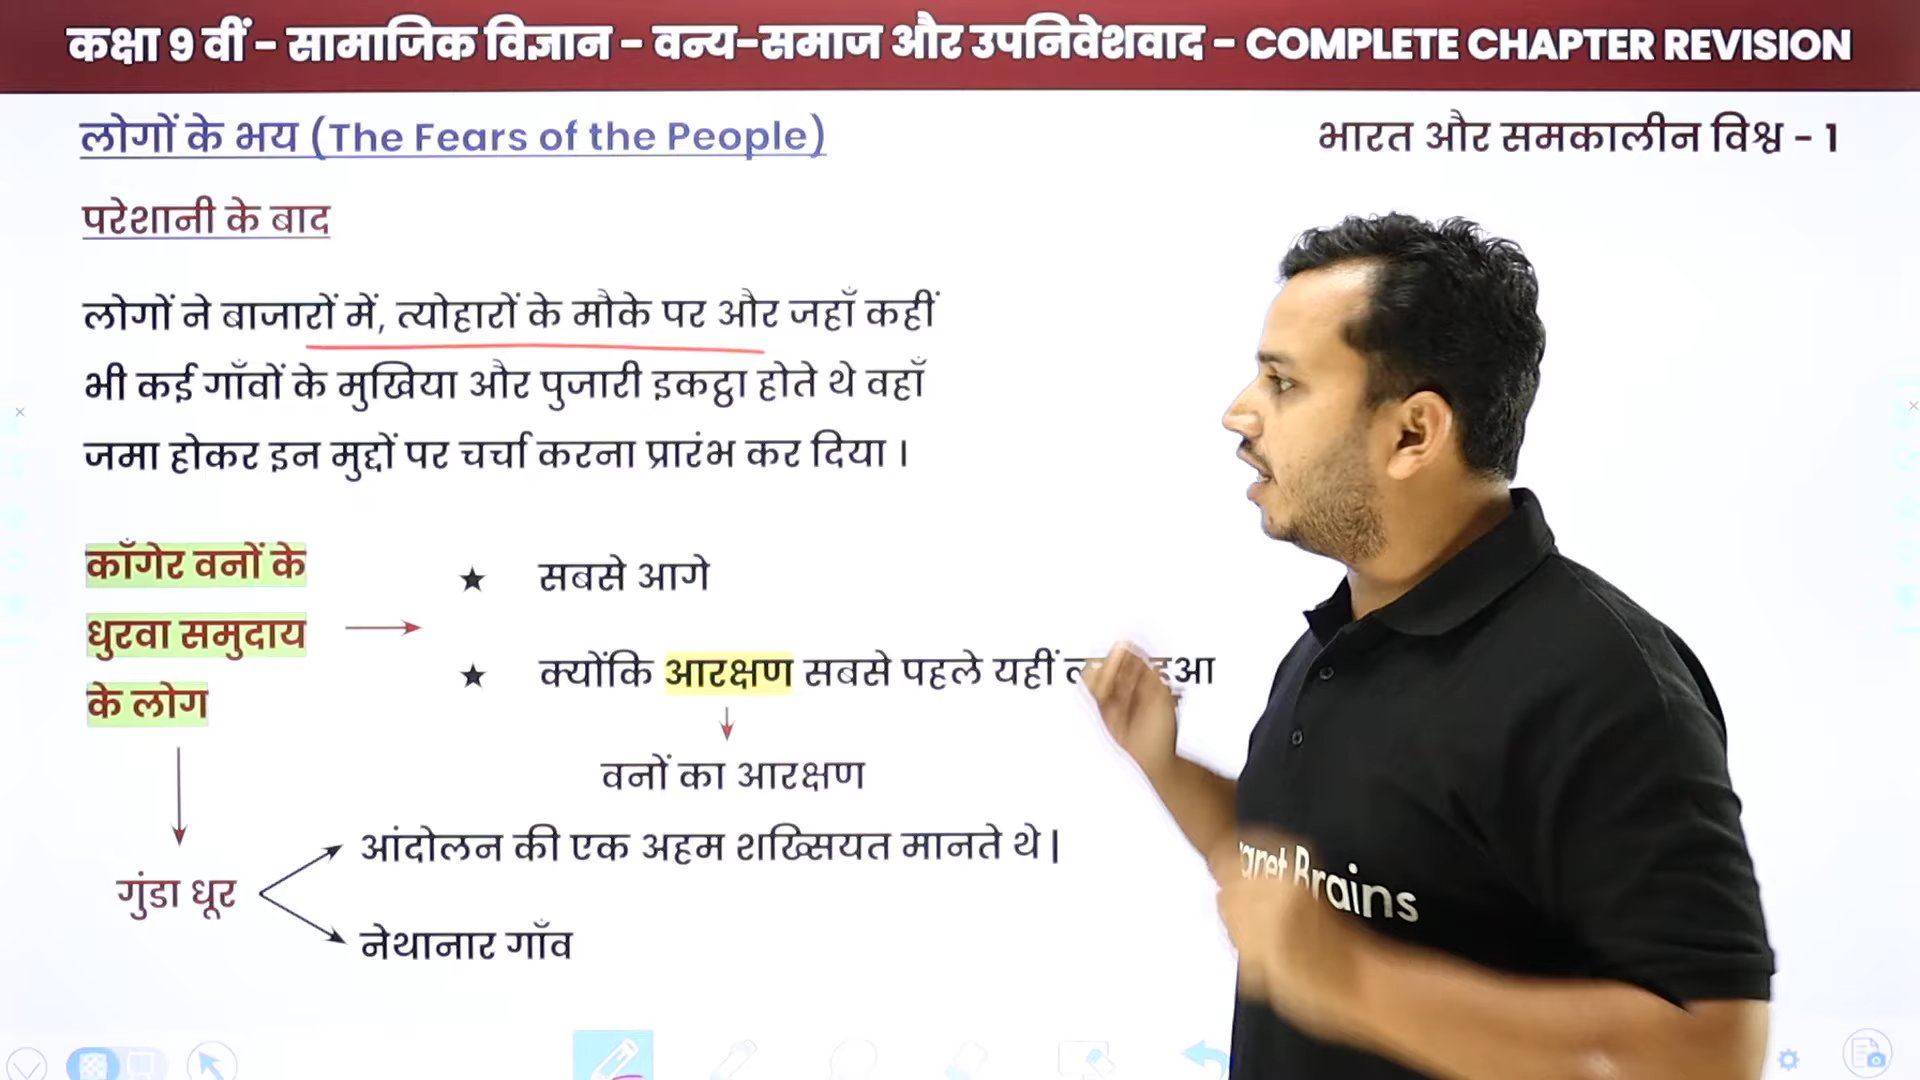 कक्षा 9 वीं - सामाजिक विज्ञान - वन्य-समाज और उपनिवेशवाद - COMPLETE CHAPTER REVISION
लोगों के भय (The Fears of the People)
भारत और समकालीन विश्व - 1
परेशानी के बाद
लोगों ने बाजारों में, त्योहारों के मौके पर और जहाँ कहीं
भी कई गाँवों के मुखिया और पुजारी इकट्ठा होते थे वहाँ
जमा होकर इन मुद्दों पर चर्चा करना प्रारंभ कर दिया ।
काँगेर वनों के
धुरवा समुदाय
के लोग
★ सबसे आगे
★ क्योंकि आरक्षण सबसे पहले यहीं
वनों का आरक्षण
गुंडा धूर
आंदोलन की एक अहम शख्सियत मानते थे |
नेथानार गाँव
Brains